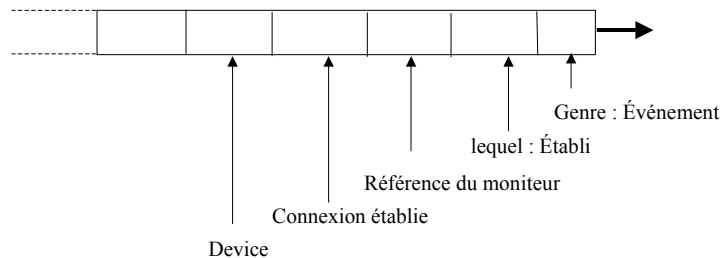 Genre : Événement
lequel : Établi
Référence du moniteur
Connexion établie
Device